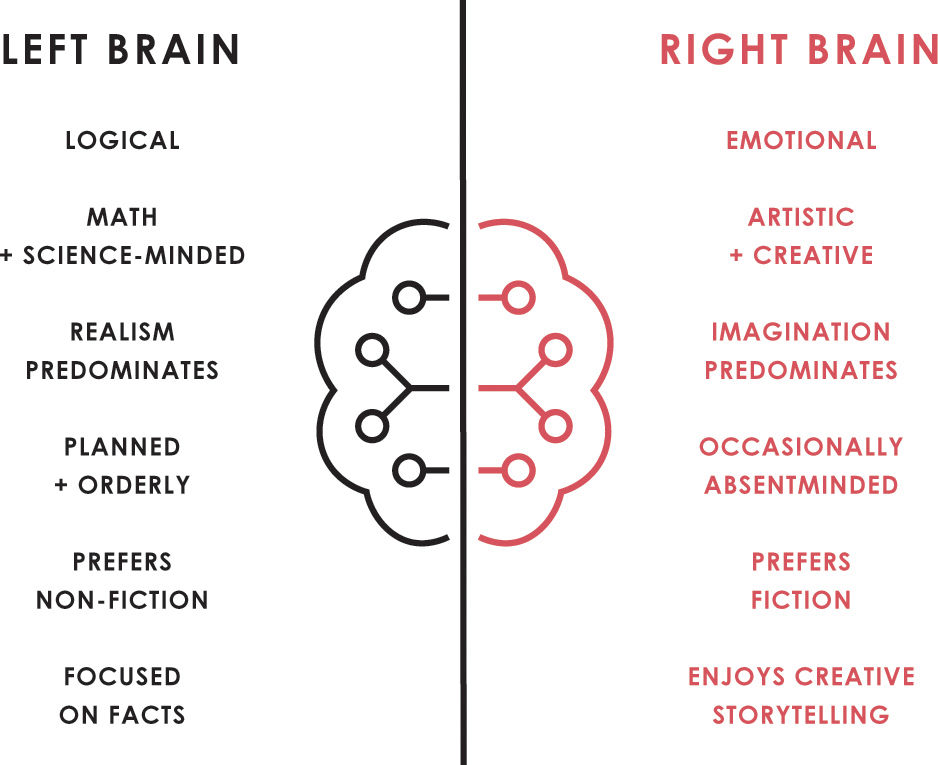 LEFT BRAIN
LOGICAL
MATH
+ SCIENCE-MINDED
REALISM
PREDOMINATES
PLANNED
+ ORDERLY
PREFERS
NON-FICTION
FOCUSED
ON FACTS
RIGHT BRAIN
EMOTIONAL
ARTISTIC
+ CREATIVE
IMAGINATION
PREDOMINATES
OCCASIONALLY
ABSENTMINDED
PREFERS
FICTION
ENJOYS CREATIVE
STORYTELLING